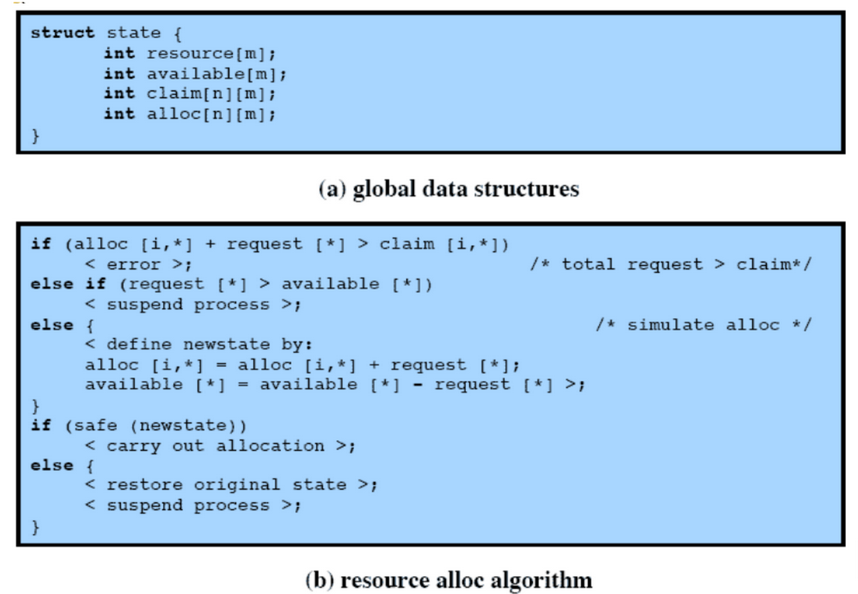 struct state {
int resource[m];
int available[m];
int claim[n][m];
int alloc[n][m];
}
(a) global data structures
if (alloc [i,*] + request [*] > claim [i,*])
< error >; /* total request > claim*/
else if (request [*] > available [*])
< suspend process >;
else { /* simulate alloc */
< define newstate by:
alloc [i,*] = alloc [i,*] + request [*];
available [*] = available [*] - request [*] >;
}
if (safe (newstate))
< carry out allocation >;
else {
< restore original state >;
< suspend process >;
}
(b) resource alloc algorithm